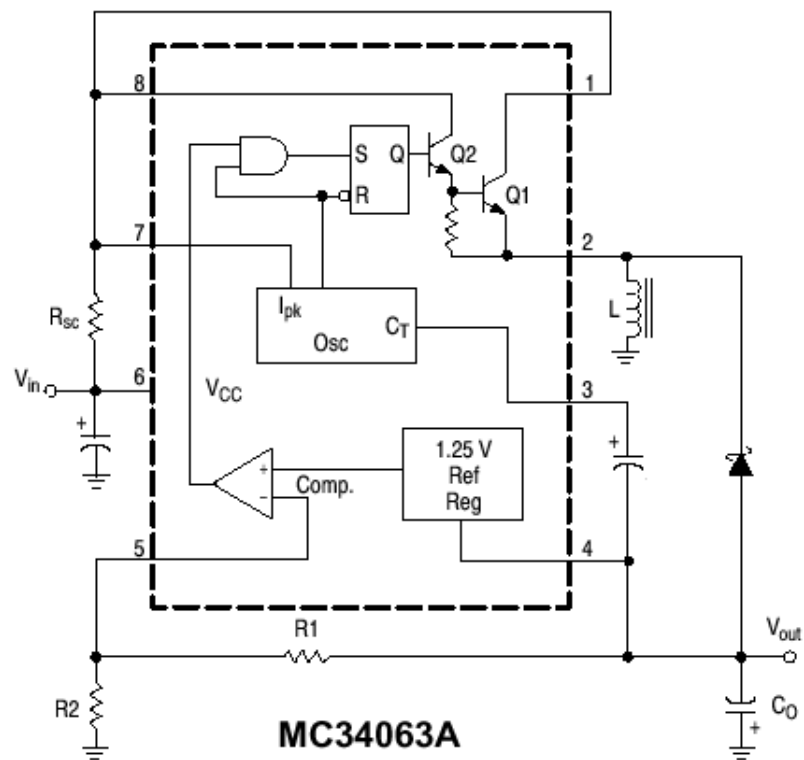 8
1
S
Q
Q2
R
Q1
7
2
Ipk
Osc
CT
L
Rsc
Vin
6
VCC
3
+
+
+
−
Comp.
1.25 V
Ref
Reg
5
4
R1
Vout
R2
+
CO
MC34063A